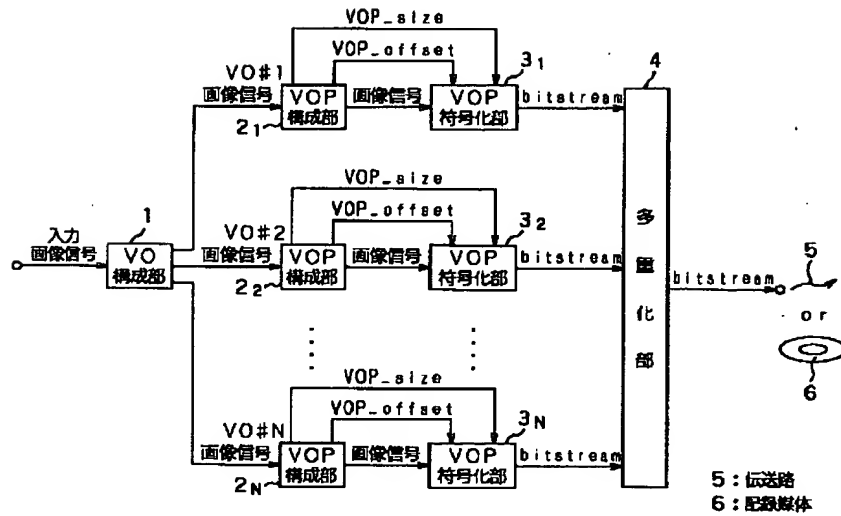 VOP_size
VOP_offset
VO#1
画像信号
VOP
構成部
2₁
画像信号
VOP
符号化部
3₁
bitstream
4
VOP_size
VOP_offset
入力
画像信号
1
VO
構成部
VO#2
画像信号
VOP
構成部
2₂
画像信号
VOP
符号化部
3₂
bitstream
多重化部
bitstream
5
or
6
VOP_size
VOP_offset
VO#N
画像信号
VOP
構成部
2N
画像信号
VOP
符号化部
3N
bitstream
5:伝送路
6:記録媒体